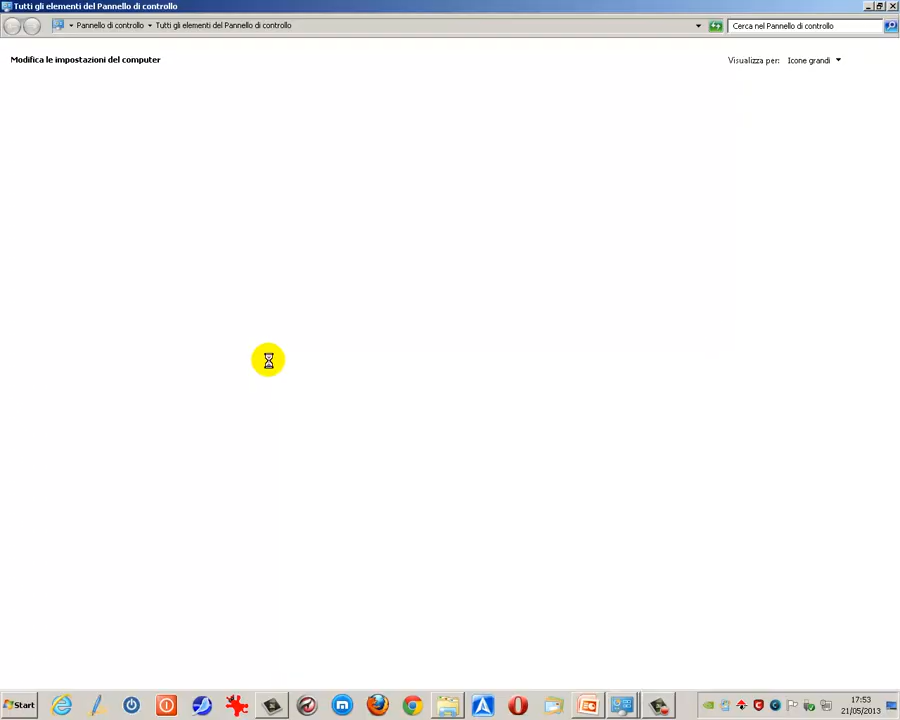 Tutti gli elementi del Pannello di controllo
Pannello di controllo Tutti gli elementi del Pannello di controllo
Cerca nel Pannello di controllo
Modifica le impostazioni del computer
Visualizza per: Icone grandi
Start
17:53
21/05/2013